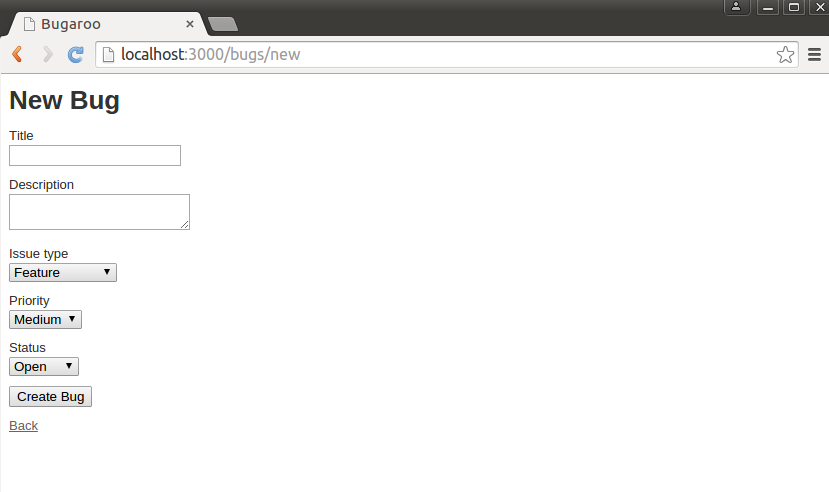 Bugaroo
localhost:3000/bugs/new
New Bug
Title
Description
Issue type
Feature
Priority
Medium
Status
Open
Create Bug
Back